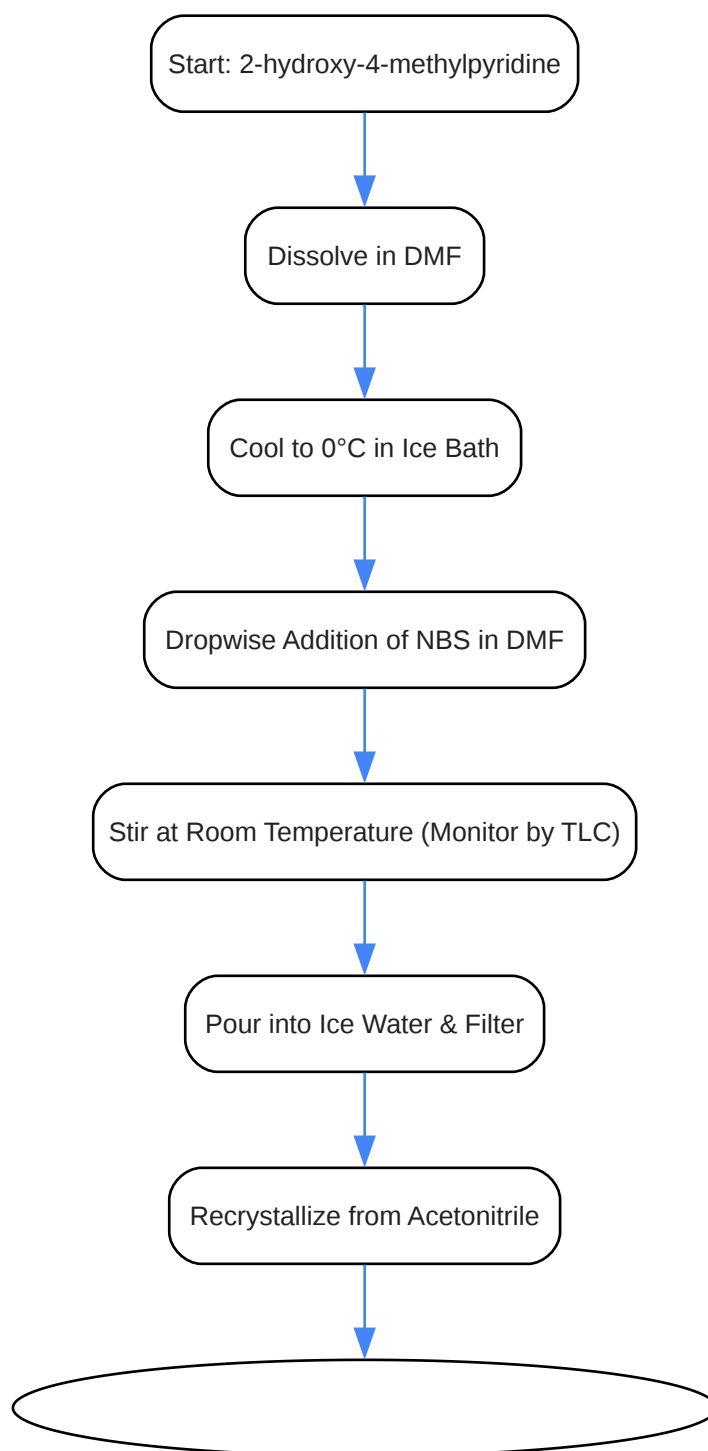 Start: 2-hydroxy-4-methylpyridine
Dissolve in DMF
Cool to 0°C in Ice Bath
Dropwise Addition of NBS in DMF
Stir at Room Temperature (Monitor by TLC)
Pour into Ice Water & Filter
Recrystallize from Acetonitrile